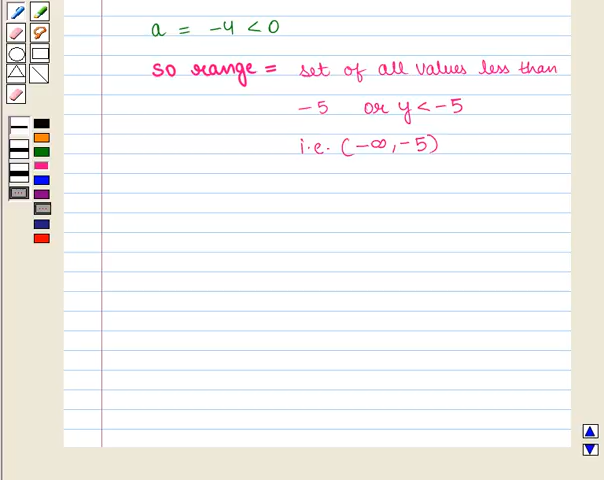 a = -4 < 0
so range = set of all values less than
-5 or y < -5
i.e. (-∞, -5)